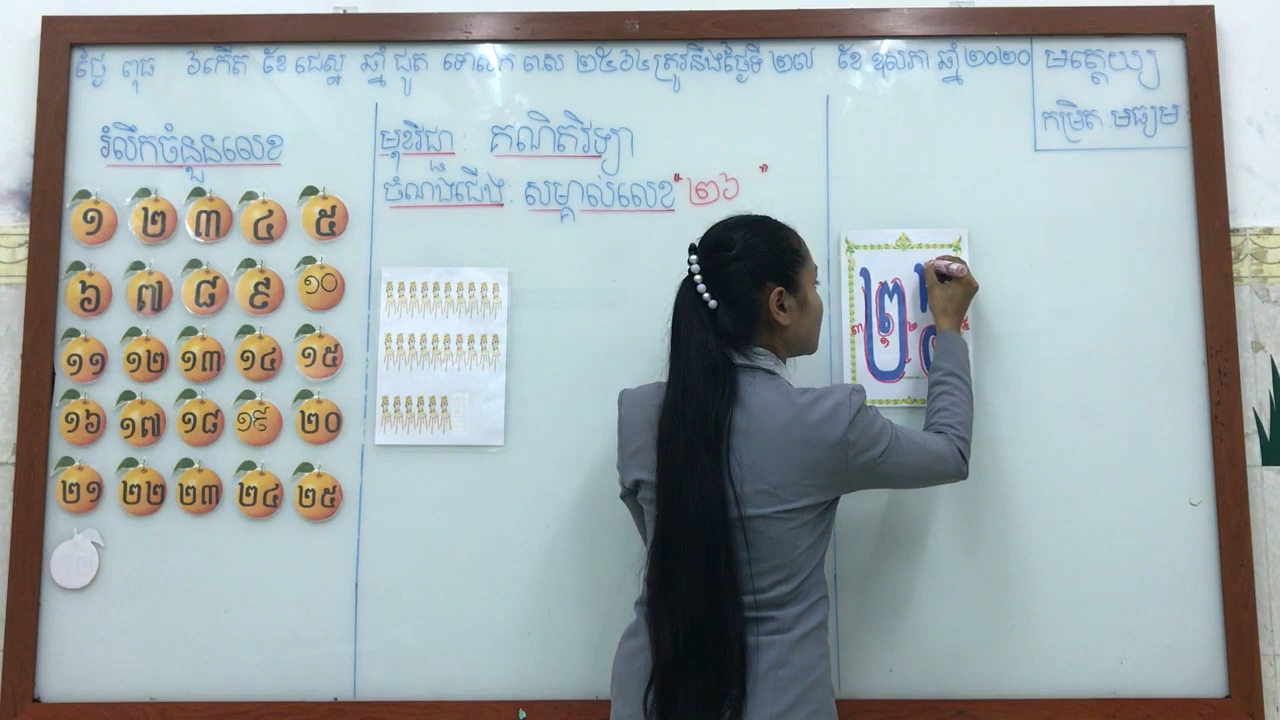 ថ្ងៃ ពុធ ៦កើត ខែ ជេស្ឋ ឆ្នាំ ជូត ទោសក ពស ២៥៦៤ ត្រូវនឹងថ្ងៃទី ២៧ ខែ ឧសភា ឆ្នាំ ២០២០
មត្តេយ្យ
កម្រិត មធ្យម
រំលឹកចំនួនលេខ
មុខវិជ្ជា : គណិតវិទ្យា
ចំណងជើង : សម្គាល់លេខ "២៦"
១ ២ ៣ ៤ ៥
៦ ៧ ៨ ៩ ១០
១១ ១២ ១៣ ១៤ ១៥
១៦ ១៧ ១៨ ១៩ ២០
២១ ២២ ២៣ ២៤ ២៥
២៦